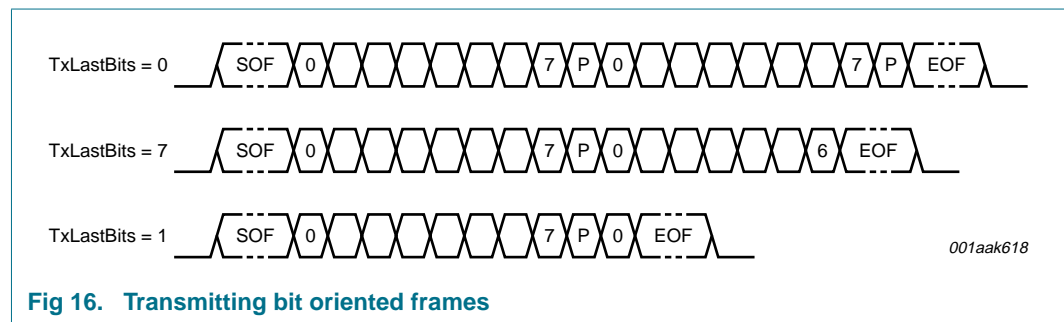 TxLastBits = 0 SOF 0 7 P 0 7 P EOF
TxLastBits = 7 SOF 0 7 P 0 6 EOF
TxLastBits = 1 SOF 0 7 P 0 EOF
001aak618
Fig 16. Transmitting bit oriented frames